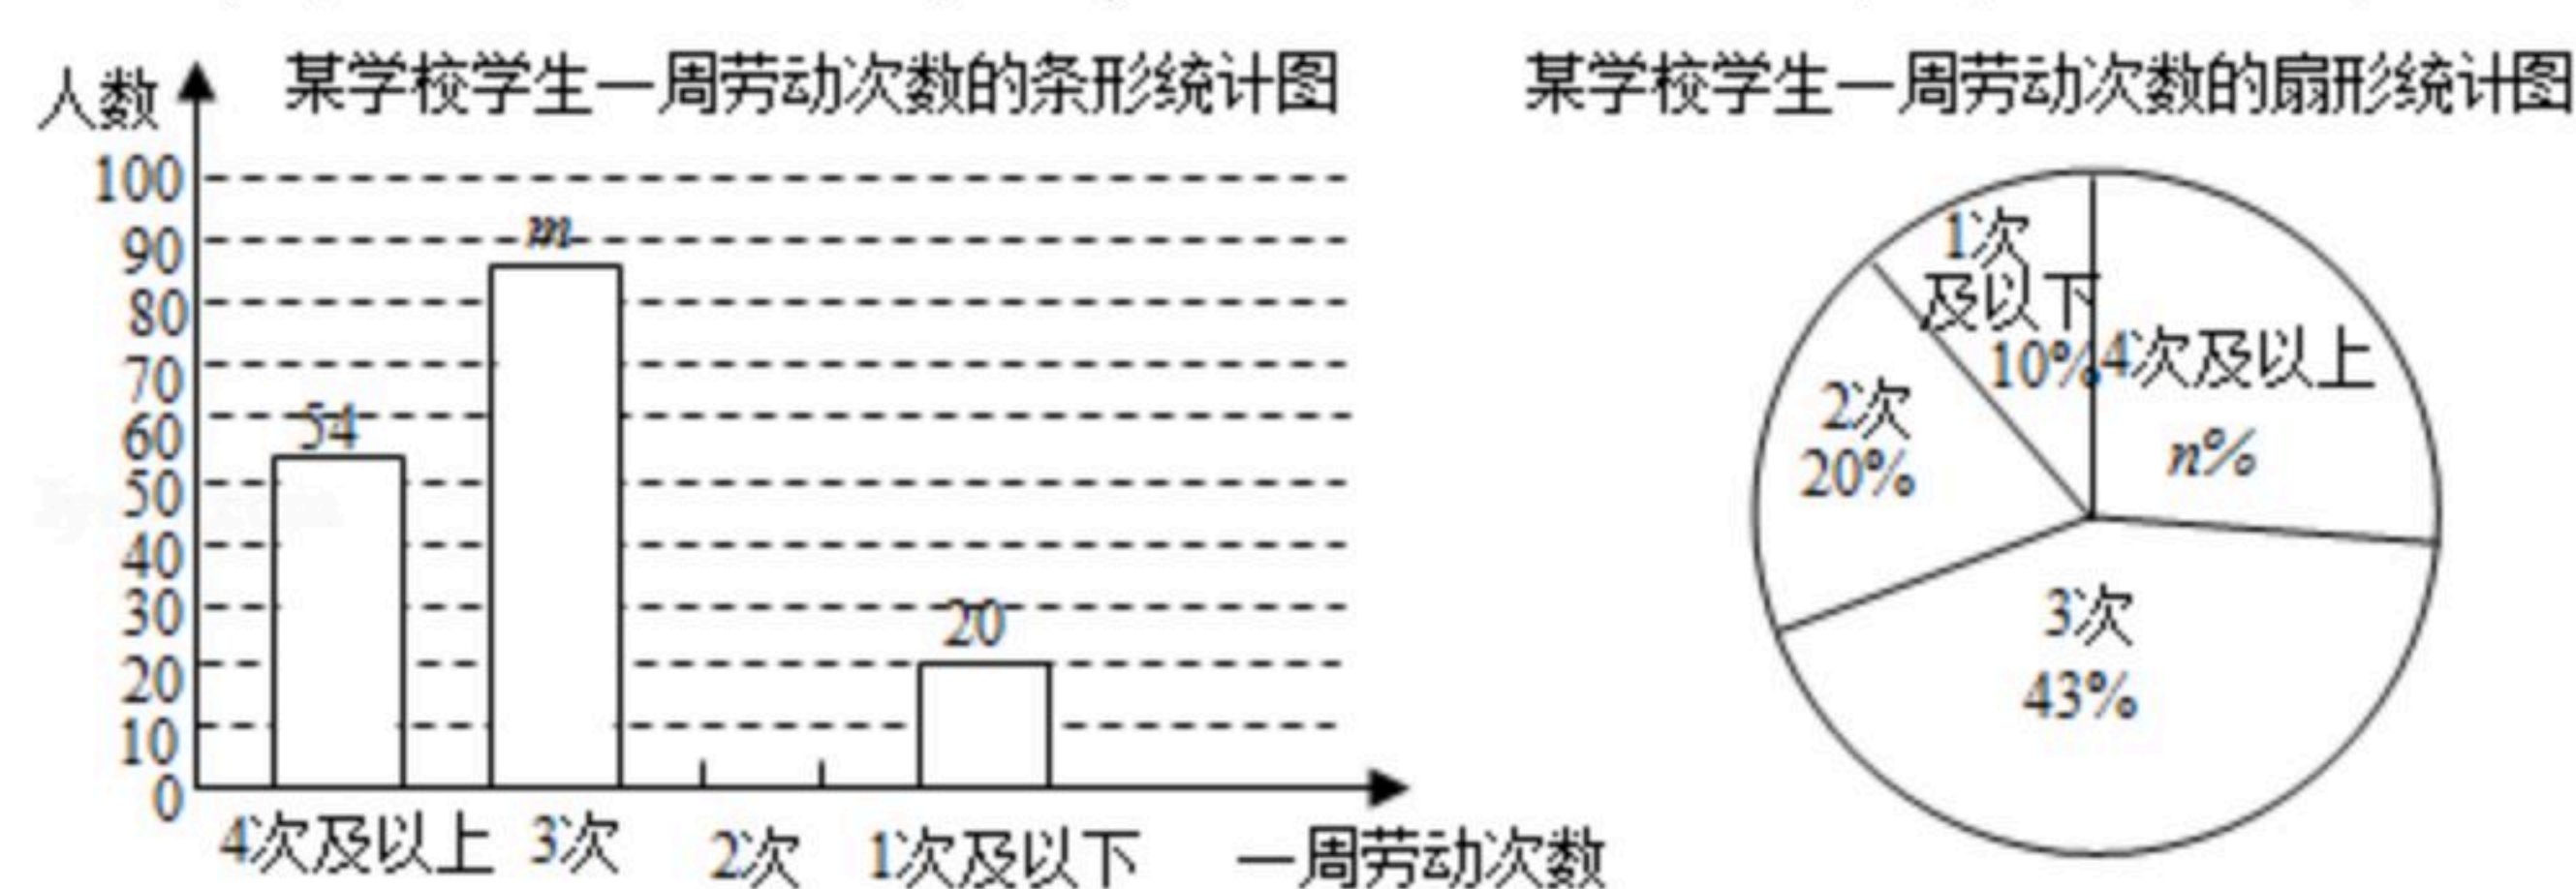 某学校学生一周劳动次数的条形统计图
人数
100
90
80
70
60
50
40
30
20
10
0
54
m
20
4次及以上
3次
2次
1次及以下
一周劳动次数
某学校学生一周劳动次数的扇形统计图
1次
及以下
10%
4次及以上
n%
2次
20%
3次
43%